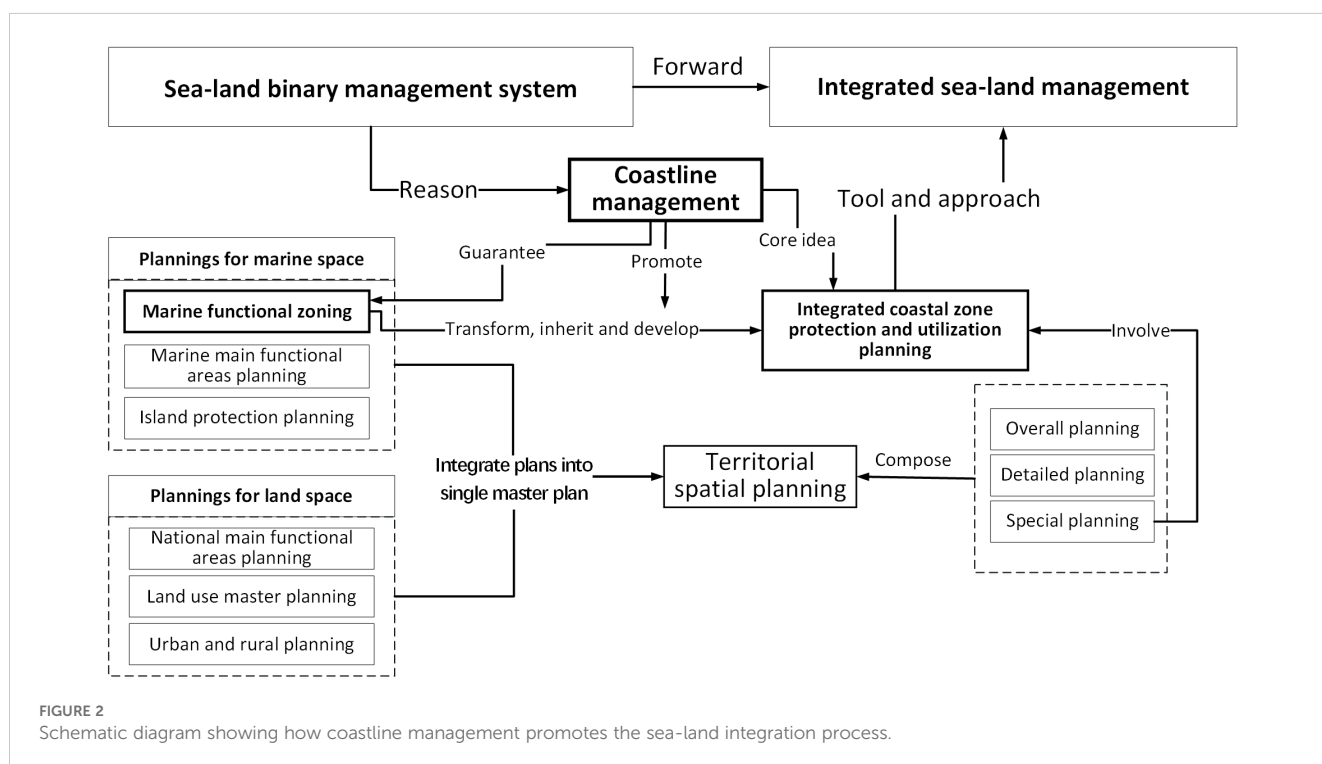 Sea-land binary management system
Forward
Integrated sea-land management
Reason
Coastline
management
Tool and approach
Core idea
Guarantee
Promote
Plannings for marine space
Marine functional zoning
Transform, inherit and develop
Integrated coastal zone
protection and utilization
planning
Involve
Marine main functional
areas planning
Island protection planning
Overall planning
Detailed planning
Special planning
Compose
Territorial
spatial planning
Integrate plans into
single master plan
Plannings for land space
National main functional
areas planning
Land use master planning
Urban and rural planning
FIGURE 2
Schematic diagram showing how coastline management promotes the sea-land integration process.